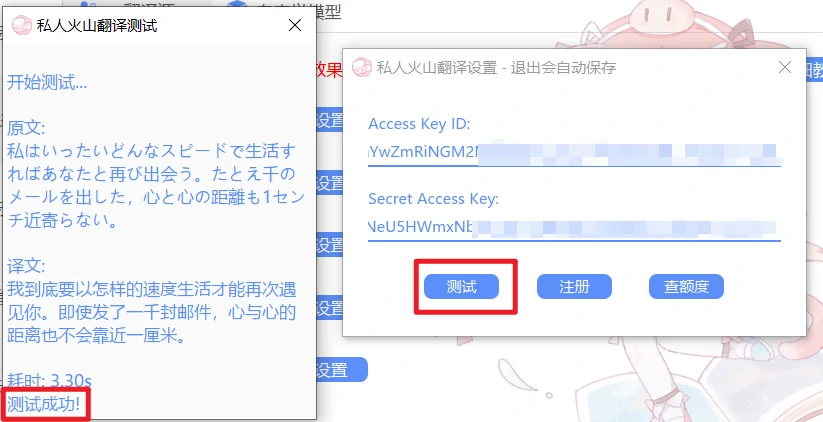 私人火山翻译测试
开始测试...
原文:
私はいったいどんなスピードで生活す
ればあなたと再び出会う。たとえ千の
メールを出した，心と心の距離も1セン
チ近寄らない。
译文:
我到底要以怎样的速度生活才能再次遇
见你。即使发了一千封邮件，心与心的
距离也不会靠近一厘米。
耗时: 3.30s
测试成功!
模型
效果
设置
设置
设置
设置
设置
私人火山翻译设置 - 退出会自动保存
Access Key ID:
YwZmRiNGM2
Secret Access Key:
NeU5HWmxNb
测试
注册
查额度